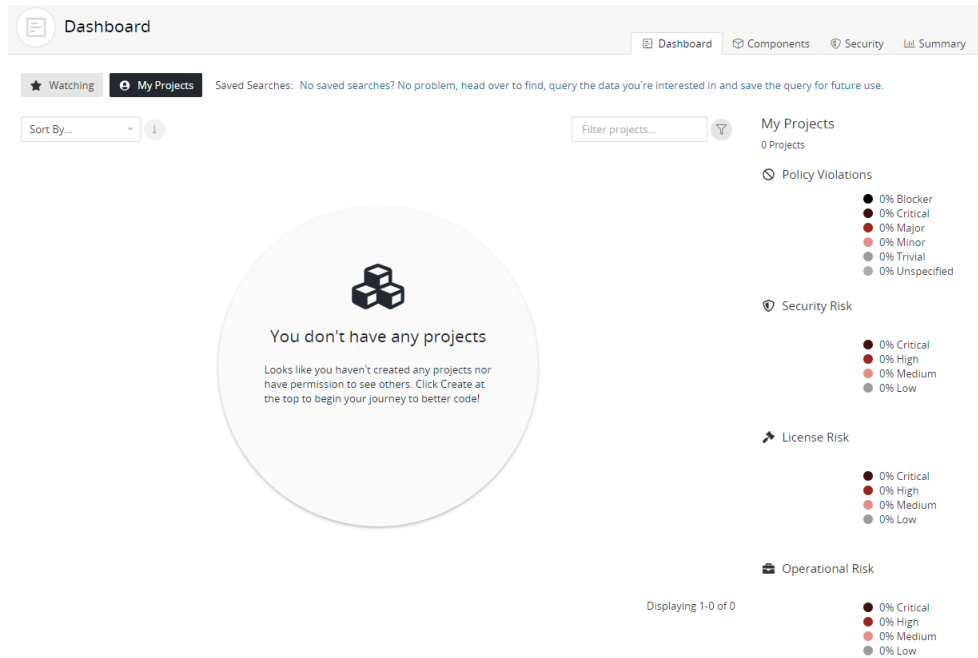 Dashboard
Dashboard Components Security Summary
Watching My Projects Saved Searches: No saved searches? No problem, head over to find, query the data you're interested in and save the query for future use.
Sort By... Filter projects...
My Projects
0 Projects
Policy Violations
0% Blocker
0% Critical
0% Major
0% Minor
0% Trivial
0% Unspecified
You don't have any projects
Looks like you haven't created any projects nor
have permission to see others. Click Create at
the top to begin your journey to better code!
Security Risk
0% Critical
0% High
0% Medium
0% Low
License Risk
0% Critical
0% High
0% Medium
0% Low
Operational Risk
0% Critical
0% High
0% Medium
0% Low
Displaying 1-0 of 0